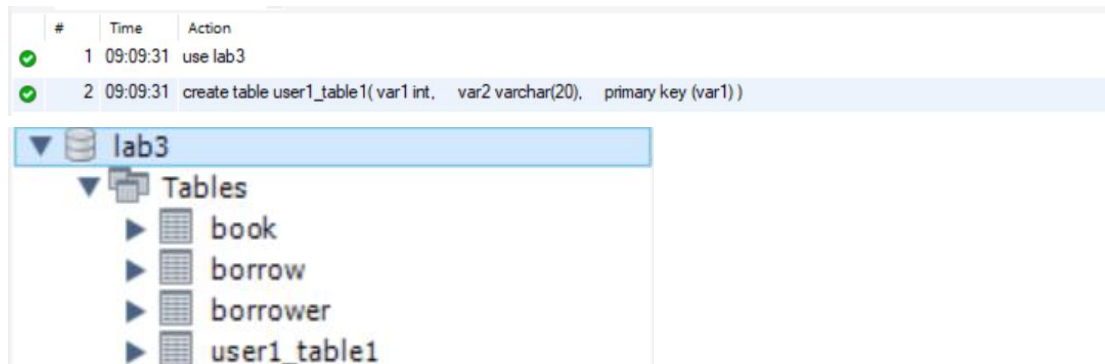 # Time Action
1 09:09:31 use lab3
2 09:09:31 create table user1_table1( var1 int, var2 varchar(20), primary key (var1) )
lab3
Tables
book
borrow
borrower
user1_table1